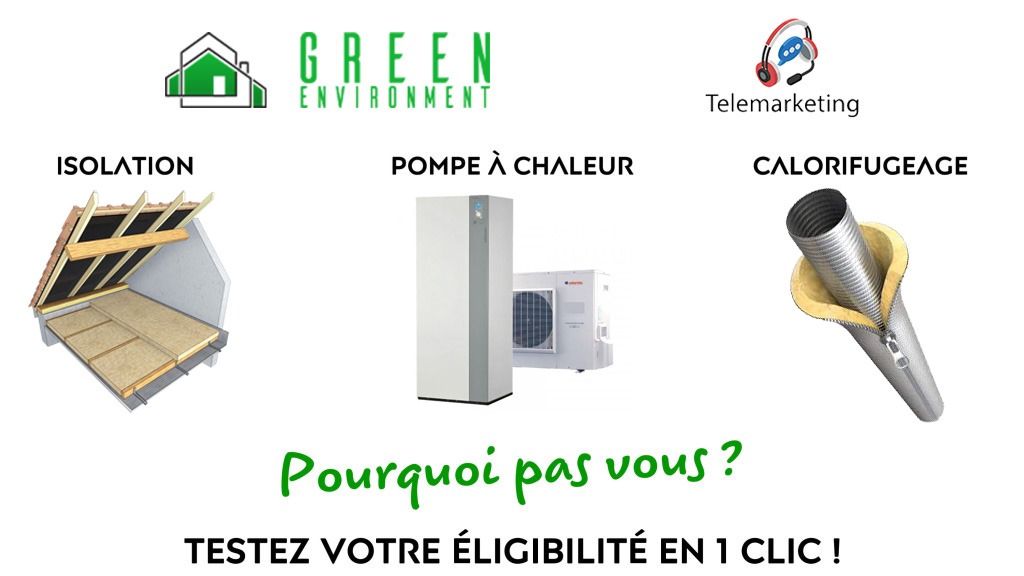 GREEN
ENVIRONMENT
Telemarketing
ISOLATION
POMPE À CHALEUR
CALORIFUGEAGE
Pourquoi pas vous ?
TESTEZ VOTRE ÉLIGIBILITÉ EN 1 CLIC !